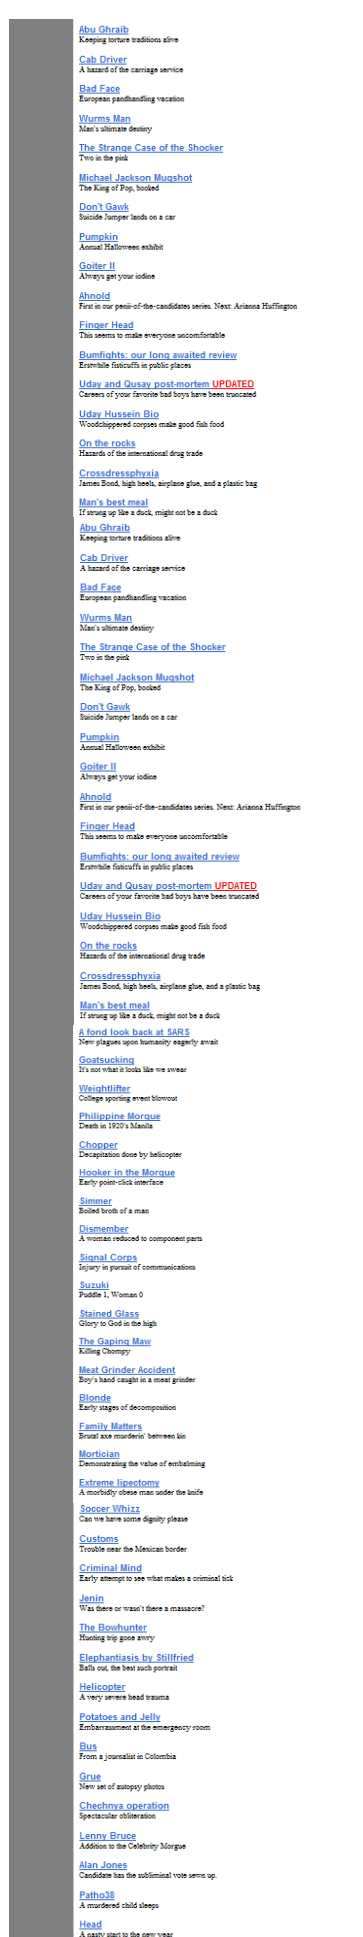 Abu Ghraib
Keeping torture traditions alive
Cab Driver
A hazard of the carriage service
Bad Face
European pandhandling vacation
Wurms Man
Man's ultimate destiny
The Strange Case of the Shocker
Two in the pink
Michael Jackson Mugshot
The King of Pop, booked
Don't Gawk
Suicide Jumper lands on a car
Pumpkin
Annual Halloween exhibit
Goiter II
Always get your iodine
Ahnold
First in our penii-of-the-candidates series. Next: Arianna Huffington
Finger Head
This seems to make everyone uncomfortable
Bumfights: our long awaited review
Erstwhile fisticuffs in public places
Uday and Qusay post-mortem UPDATED
Careers of your favorite bad boys have been truncated
Uday Hussein Bio
Woodchippered corpses make good fish food
On the rocks
Hazards of the international drug trade
Crossdressphyxia
James Bond, high heels, airplane glue, and a plastic bag
Man's best meal
If strung up like a duck, might not be a duck
Abu Ghraib
Keeping torture traditions alive
Cab Driver
A hazard of the carriage service
Bad Face
European pandhandling vacation
Wurms Man
Man's ultimate destiny
The Strange Case of the Shocker
Two in the pink
Michael Jackson Mugshot
The King of Pop, booked
Don't Gawk
Suicide Jumper lands on a car
Pumpkin
Annual Halloween exhibit
Goiter II
Always get your iodine
Ahnold
First in our penii-of-the-candidates series. Next: Arianna Huffington
Finger Head
This seems to make everyone uncomfortable
Bumfights: our long awaited review
Erstwhile fisticuffs in public places
Uday and Qusay post-mortem UPDATED
Careers of your favorite bad boys have been truncated
Uday Hussein Bio
Woodchippered corpses make good fish food
On the rocks
Hazards of the international drug trade
Crossdressphyxia
James Bond, high heels, airplane glue, and a plastic bag
Man's best meal
If strung up like a duck, might not be a duck
A fond look back at SARS
New plagues upon humanity eagerly await
Goatsucking
It's not what it looks like we swear
Weightlifter
College sporting event blowout
Philippine Morgue
Death in 1920's Manila
Chopper
Decapitation done by helicopter
Hooker in the Morgue
Early point-click interface
Simmer
Boiled broth of a man
Dismember
A woman reduced to component parts
Signal Corps
Injury in pursuit of communications
Suzuki
Puddle 1, Woman 0
Stained Glass
Glory to God in the high
The Gaping Maw
Killing Chompy
Meat Grinder Accident
Boy's hand caught in a meat grinder
Blonde
Early stages of decomposition
Family Matters
Brutal axe murderin' between kin
Mortician
Demonstrating the value of embalming
Extreme lipectomy
A morbidly obese man under the knife
Soccer Whizz
Can we have some dignity please
Customs
Trouble near the Mexican border
Criminal Mind
Early attempt to see what makes a criminal tick
Jenin
Was there or wasn't there a massacre?
The Bowhunter
Hunting trip gone awry
Elephantiasis by Stillfried
Balls out, the best such portrait
Helicopter
A very severe head trauma
Potatoes and Jelly
Embarrassment at the emergency room
Bus
From a journalist in Colombia
Grue
New set of autopsy photos
Chechnya operation
Spectacular obliteration
Lenny Bruce
Addition to the Celebrity Morgue
Alan Jones
Candidate has the subliminal vote sewn up.
Patho38
A murdered child sleeps
Head
A nasty start to the new year